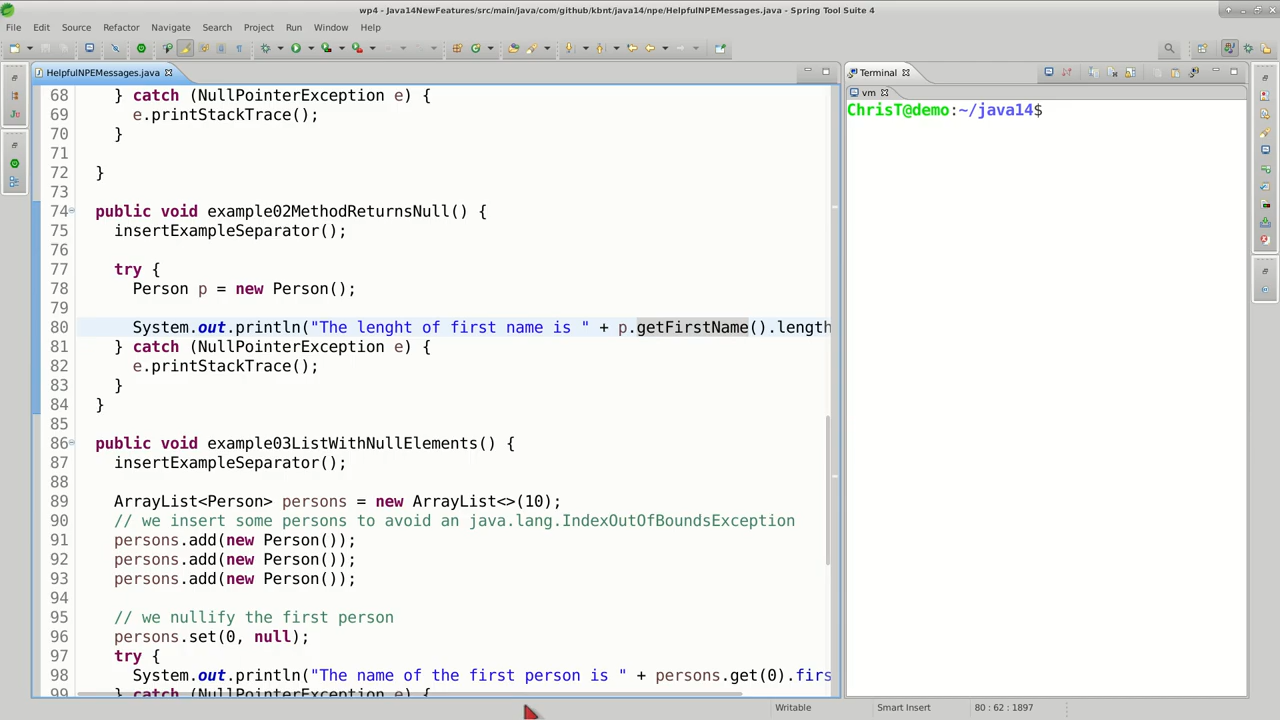 wp4 - Java14NewFeatures/src/main/java/com/github/kbnt/java14/npe/HelpfulNPEMessages.java - Spring Tool Suite 4
File Edit Source Refactor Navigate Search Project Run Window Help
HelpfulNPEMessages.java
Terminal
vm
68 } catch (NullPointerException e) {
69 e.printStackTrace();
70 }
71
72 }
73
74 public void example02MethodReturnsNull() {
75 insertExampleSeparator();
76
77 try {
78 Person p = new Person();
79
80 System.out.println("The lenght of first name is " + p.getFirstName().length
81 } catch (NullPointerException e) {
82 e.printStackTrace();
83 }
84 }
85
86 public void example03ListWithNullElements() {
87 insertExampleSeparator();
88
89 ArrayList<Person> persons = new ArrayList<>(10);
90 // we insert some persons to avoid an java.lang.IndexOutOfBoundsException
91 persons.add(new Person());
92 persons.add(new Person());
93 persons.add(new Person());
94
95 // we nullify the first person
96 persons.set(0, null);
97 try {
98 System.out.println("The name of the first person is " + persons.get(0).firs
99 } catch (NullPointerException e) {
ChrisT@demo:~/java14$
Writable Smart Insert 80 : 62 : 1897